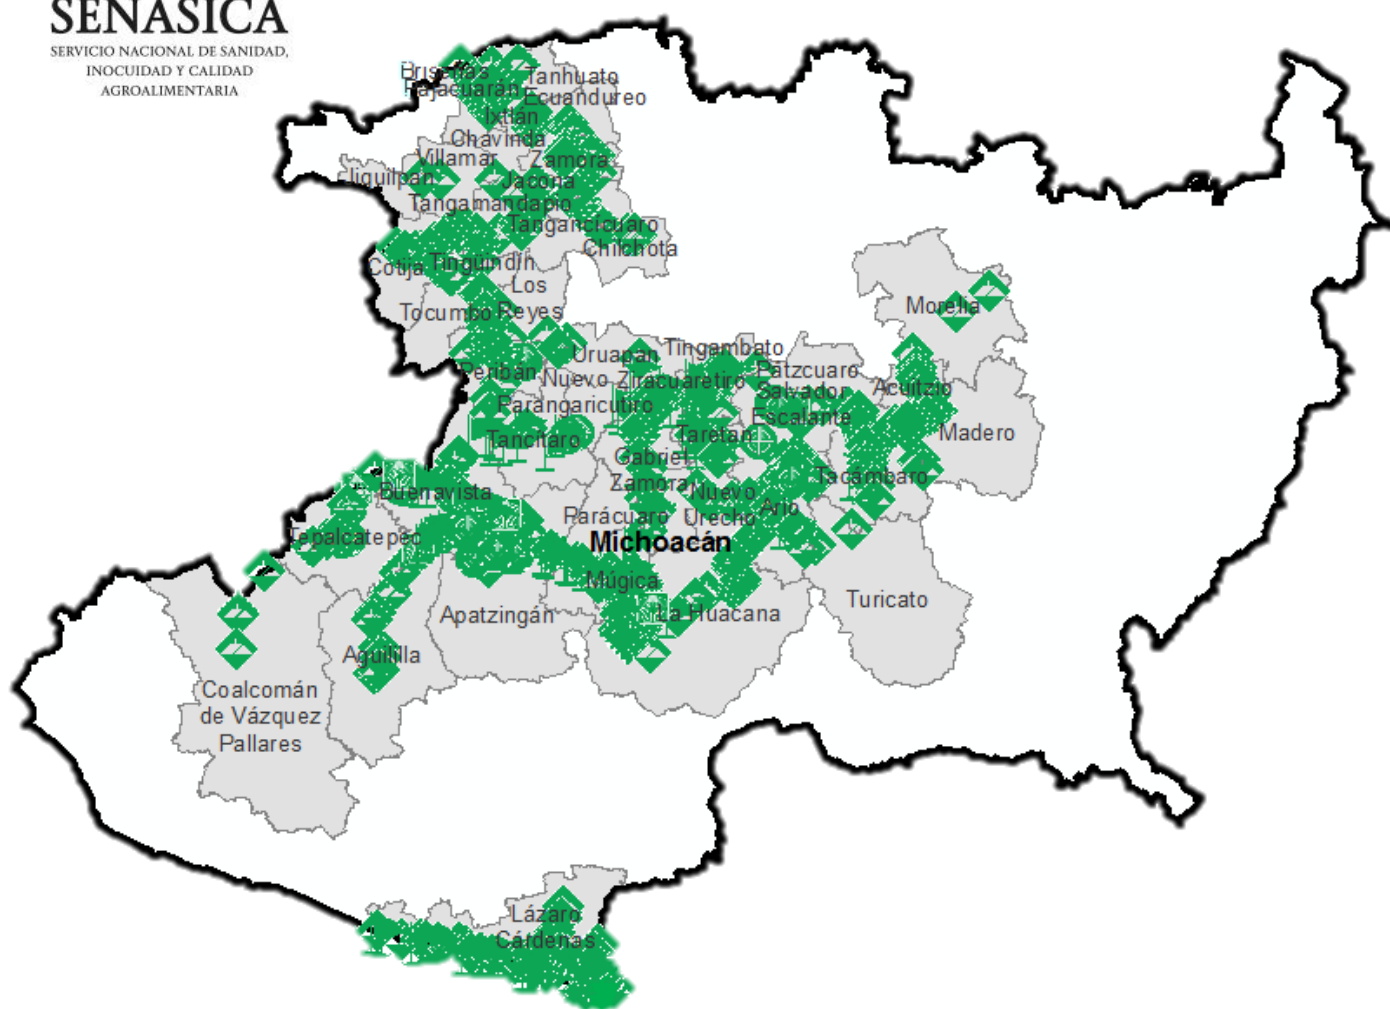 SENASICA
SERVICIO NACIONAL DE SANIDAD,
INOCUIDAD Y CALIDAD
AGROALIMENTARIA
Briseñas
Tanhuato
Pajacuarán
Ecuandureo
Ixtlán
Chavinda
Villamar
Zamora
Jiquilpan
Jacona
Tangamandapio
Tangancícuaro
Chilchota
Cotija
Tingüindín
Los
Reyes
Tocumbo
Morelia
Uruapan
Tingambato
Peribán
Nuevo
Parangaricutiro
Ziracuaretiro
Pátzcuaro
Salvador
Escalante
Acuitzio
Madero
Tancítaro
Taretan
Gabriel
Zamora
Tacámbaro
Buenavista
Nuevo
Urecho
Ario
Parácuaro
Tepalcatepec
Michoacán
Múgica
La Huacana
Turicato
Apatzingán
Aguililla
Coalcomán
de Vázquez
Pallares
Lázaro
Cárdenas